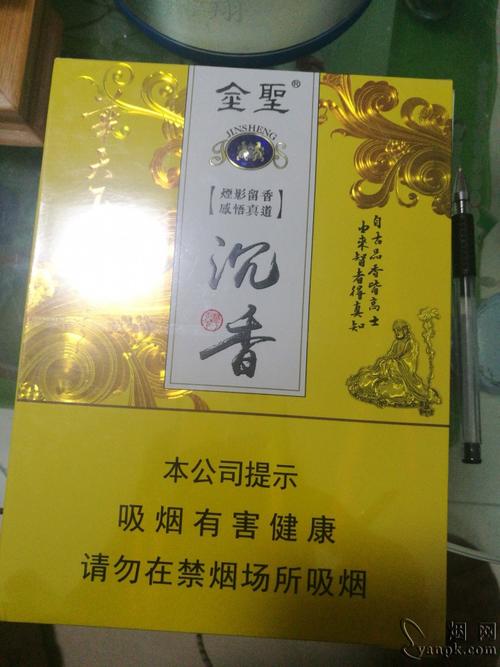 金聖®
JINSHENG
【煙影留香
感悟真道】
沉香
自古品香皆高士
由来智者得真知
本公司提示
吸烟有害健康
请勿在禁烟场所吸烟
烟网
yanpk.com